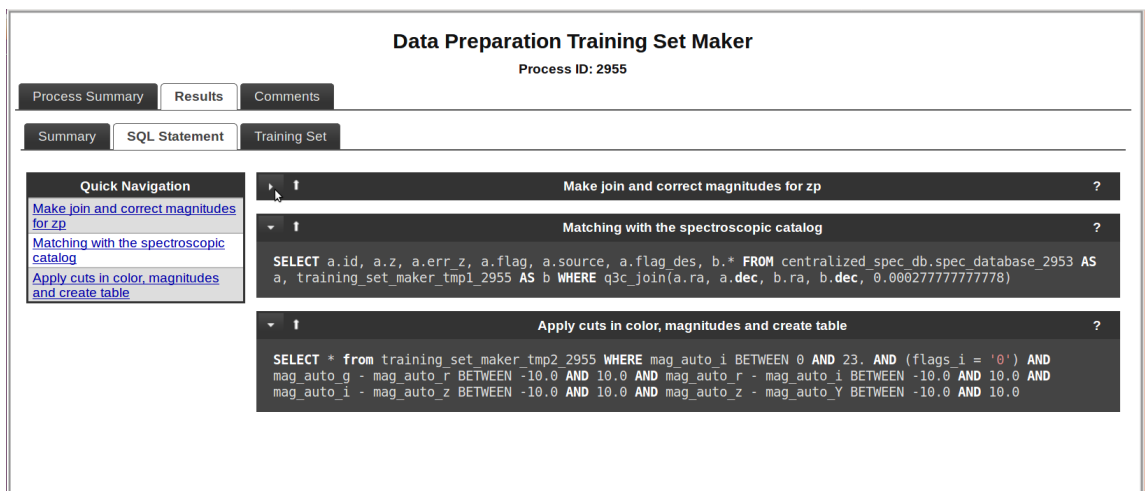 Data Preparation Training Set Maker
Process ID: 2955
Process Summary Results Comments
Summary SQL Statement Training Set
Quick Navigation
Make join and correct magnitudes
for zp
Matching with the spectroscopic
catalog
Apply cuts in color, magnitudes
and create table
Make join and correct magnitudes for zp ?
Matching with the spectroscopic catalog ?
SELECT a.id, a.z, a.err_z, a.flag, a.source, a.flag_des, b.* FROM centralized_spec_db.spec_database_2953 AS
a, training_set_maker_tmp1_2955 AS b WHERE q3c_join(a.ra, a.dec, b.ra, b.dec, 0.000277777777778)
Apply cuts in color, magnitudes and create table ?
SELECT * from training_set_maker_tmp2_2955 WHERE mag_auto_i BETWEEN 0 AND 23. AND (flags_i = '0') AND
mag_auto_g - mag_auto_r BETWEEN -10.0 AND 10.0 AND mag_auto_r - mag_auto_i BETWEEN -10.0 AND 10.0 AND
mag_auto_i - mag_auto_z BETWEEN -10.0 AND 10.0 AND mag_auto_z - mag_auto_Y BETWEEN -10.0 AND 10.0